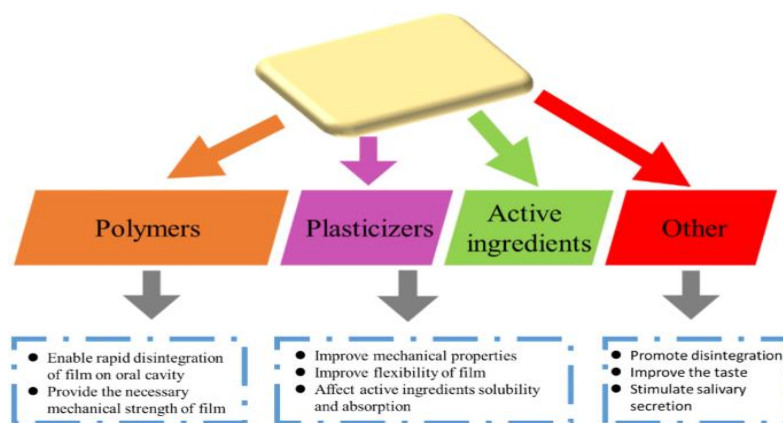 Polymers
Plasticizers
Active
ingredients
Other
● Enable rapid disintegration
of film on oral cavity
● Provide the necessary
mechanical strength of film
● Improve mechanical properties
● Improve flexibility of film
● Affect active ingredients solubility
and absorption
● Promote disintegration
● Improve the taste
● Stimulate salivary
secretion